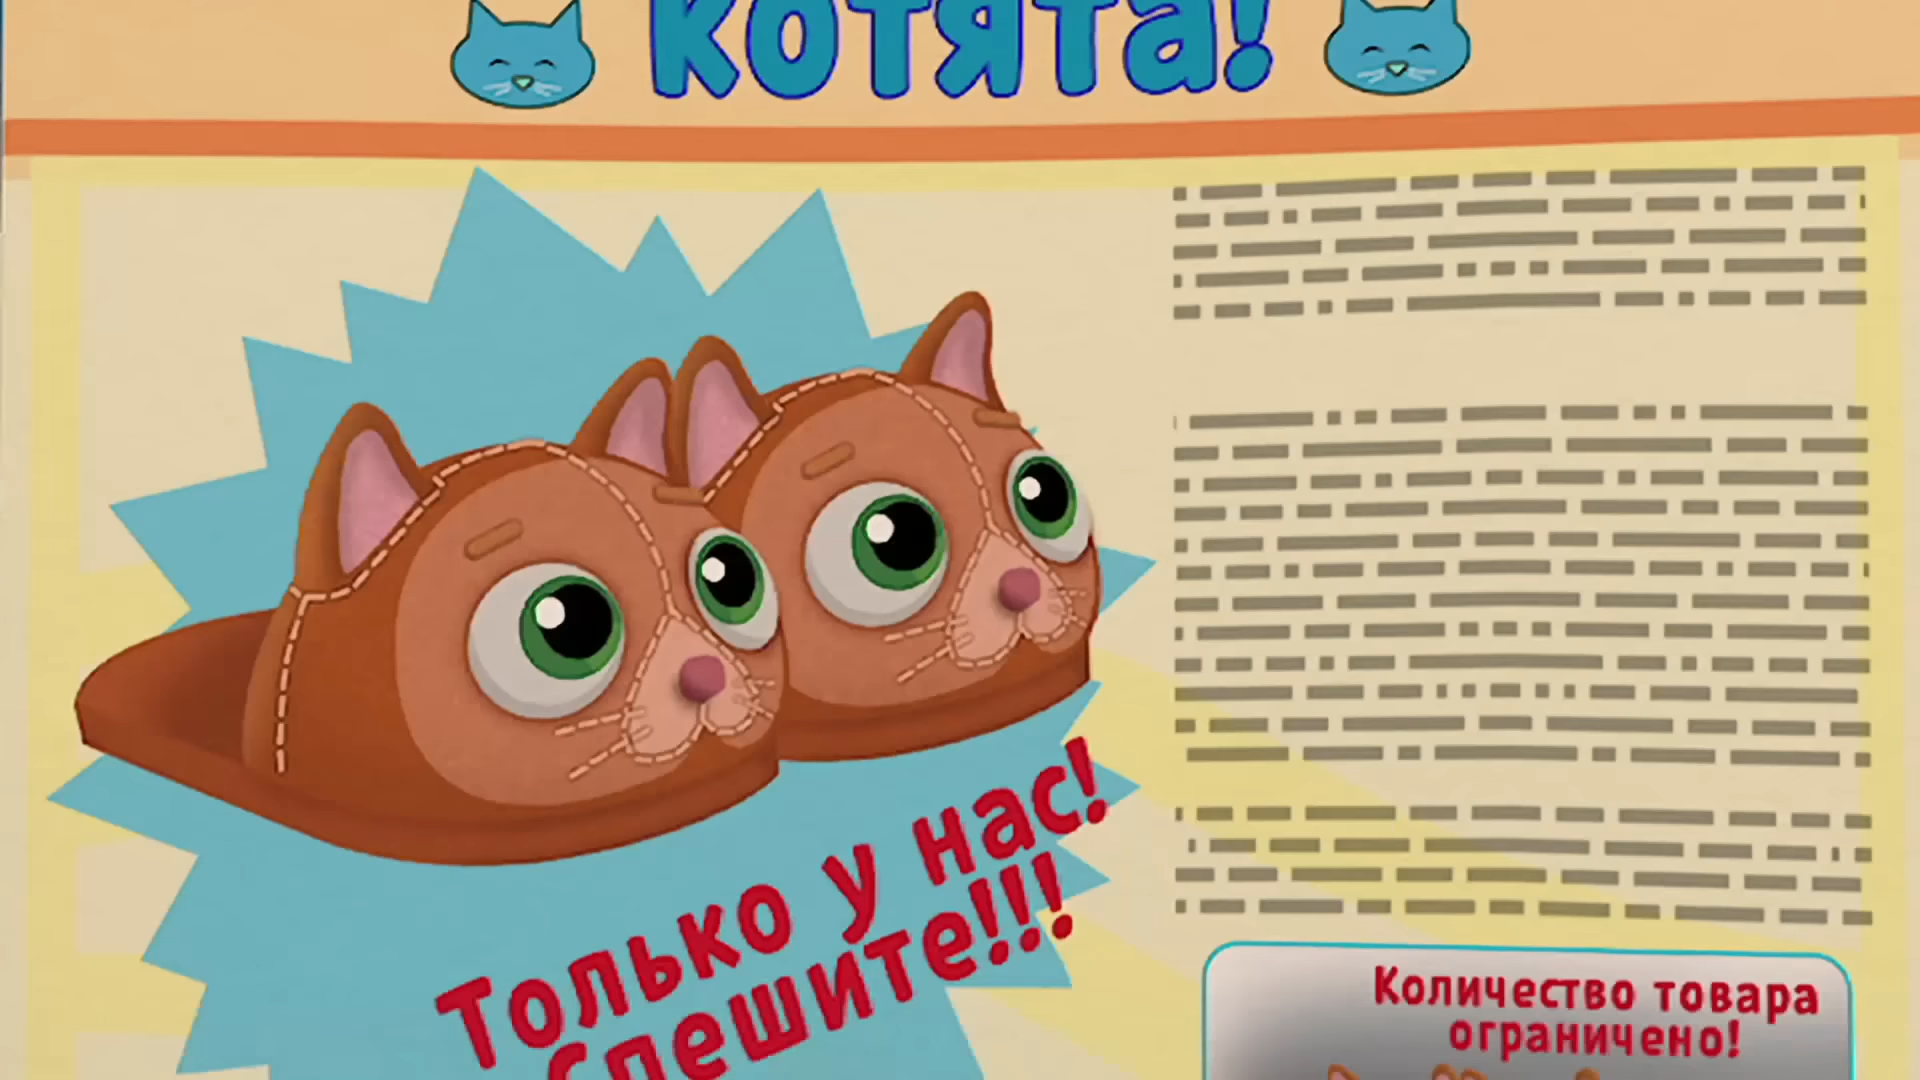 котята!
Только у нас!
Спешите!!!
Количество товара
ограничено!